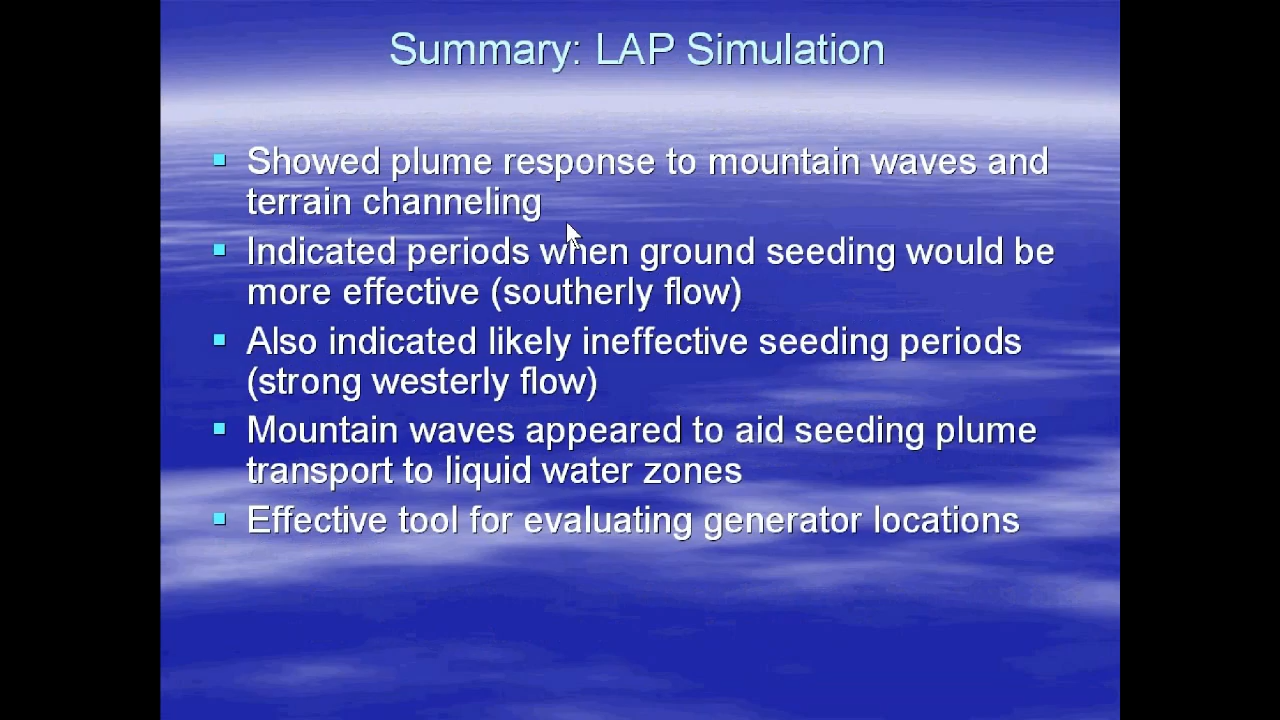 Summary: LAP Simulation
Showed plume response to mountain waves and
terrain channeling
Indicated periods when ground seeding would be
more effective (southerly flow)
Also indicated likely ineffective seeding periods
(strong westerly flow)
Mountain waves appeared to aid seeding plume
transport to liquid water zones
Effective tool for evaluating generator locations